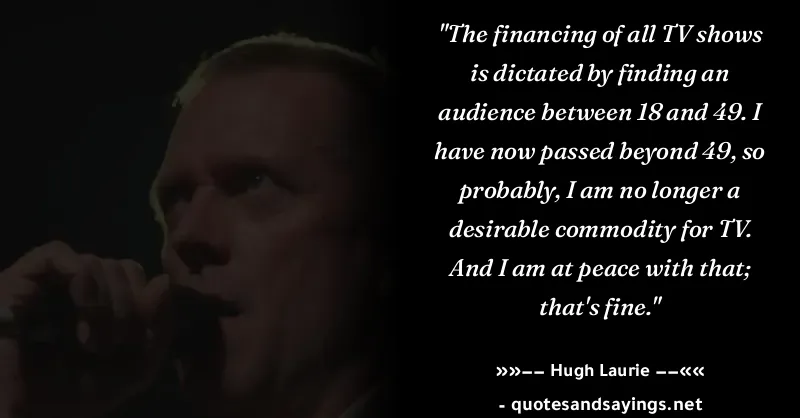 "The financing of all TV shows
is dictated by finding an
audience between 18 and 49. I
have now passed beyond 49, so
probably, I am no longer a
desirable commodity for TV.
And I am at peace with that;
that's fine."
»»–– Hugh Laurie ––««
- quotesandsayings.net